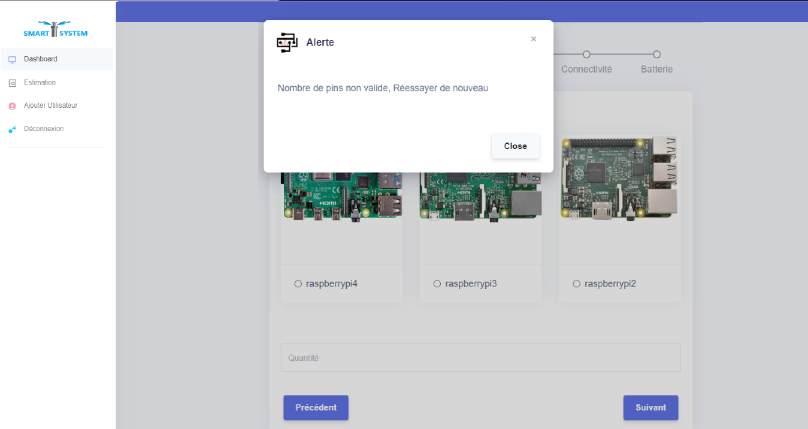 SMART SYSTEM
Dashboard
Estimation
Ajouter Utilisateur
Déconnexion
Alerte
×
Nombre de pins non valide, Réessayer de nouveau
Close
Connectivité
Batterie
raspberrypi4
raspberrypi3
raspberrypi2
Quantité
Précédent
Suivant